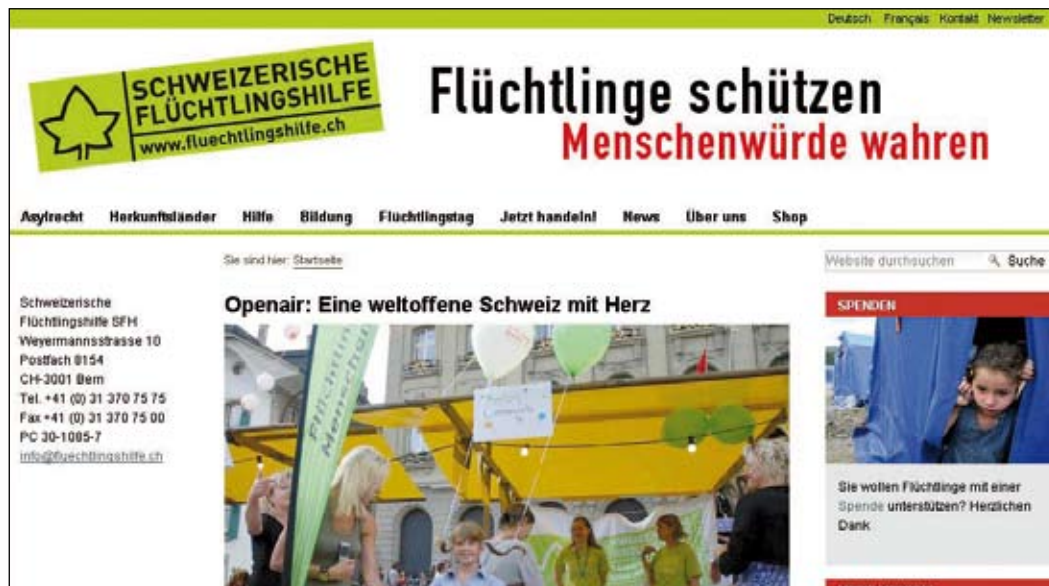 Deutsch Français Kontakt Newsletter
SCHWEIZERISCHE
FLÜCHTLINGSHILFE
www.fluechtlingshilfe.ch
Flüchtlinge schützen
Menschenwürde wahren
Asylrecht Herkunftsländer Hilfe Bildung Flüchtlingstag Jetzt handeln! News Über uns Shop
Sie sind hier: Startseite
Website durchsuchen Suche
Schweizerische
Flüchtlingshilfe SFH
Weyermannsstrasse 10
Postfach 8154
CH-3001 Bern
Tel. +41 (0) 31 370 75 75
Fax +41 (0) 31 370 75 00
PC 30-1085-7
info@fluechtlingshilfe.ch
Openair: Eine weltoffene Schweiz mit Herz
SPENDEN
Sie wollen Flüchtlinge mit einer
Spende unterstützen? Herzlichen
Dank